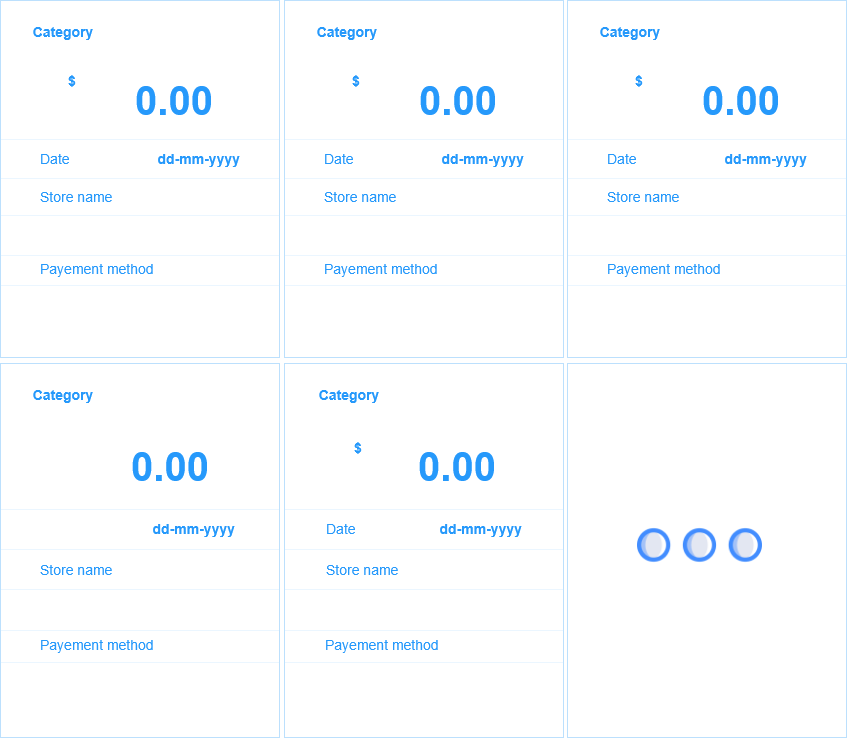 Category
$ 0.00
Date dd-mm-yyyy
Store name
Payement method
Category
$ 0.00
Date dd-mm-yyyy
Store name
Payement method
Category
$ 0.00
Date dd-mm-yyyy
Store name
Payement method
Category
0.00
dd-mm-yyyy
Store name
Payement method
Category
$ 0.00
Date dd-mm-yyyy
Store name
Payement method